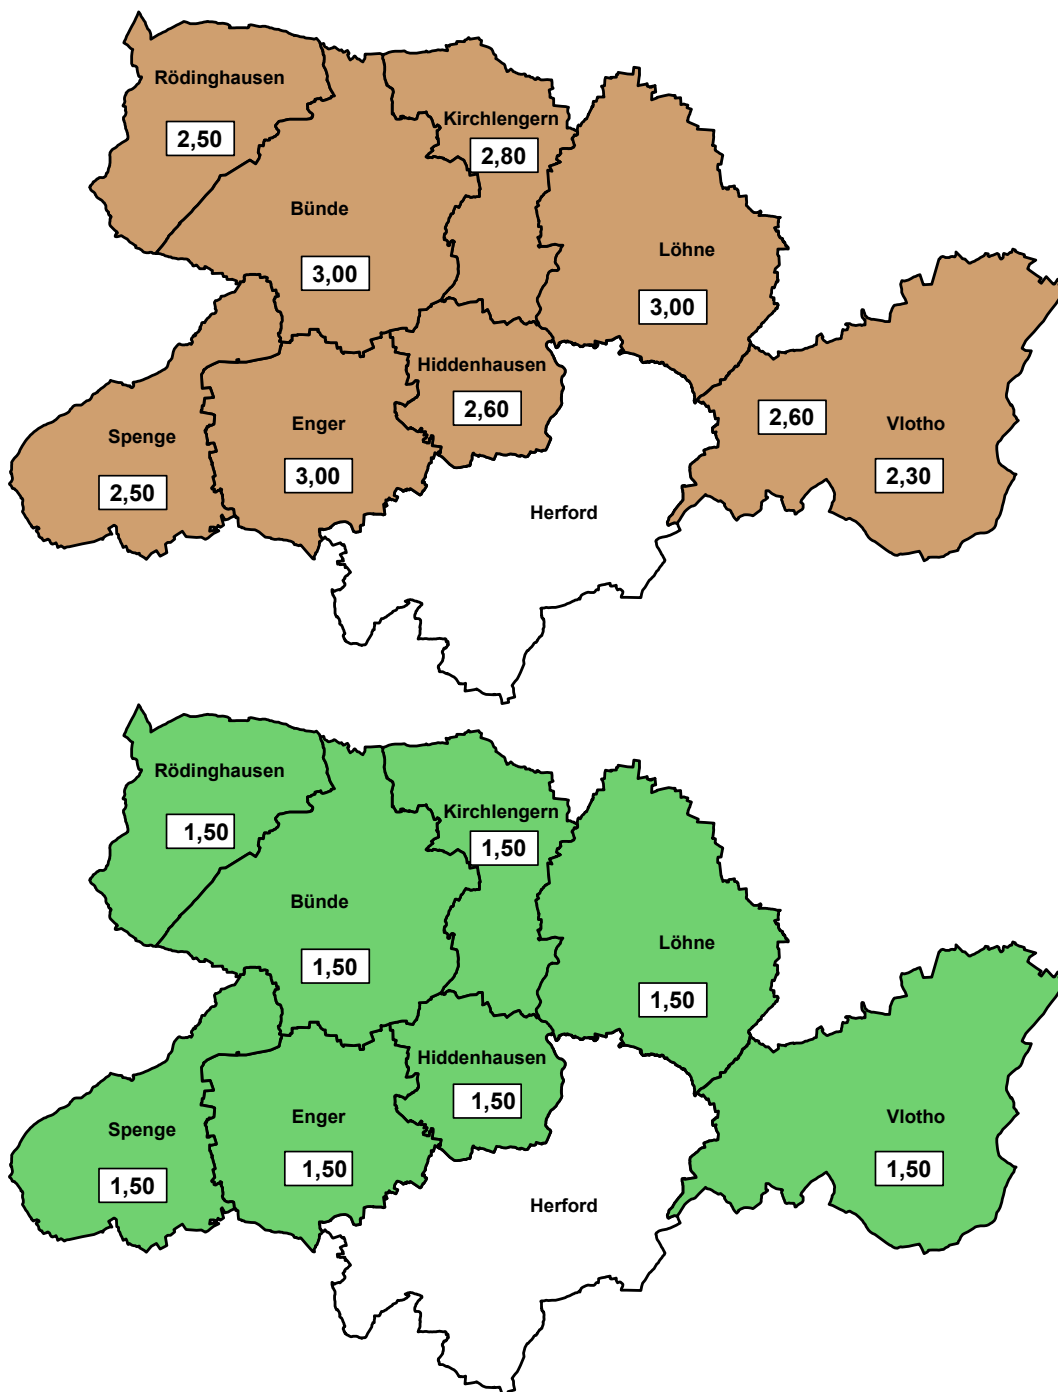 Rödinghausen
2,50
Kirchlengern
2,80
Bünde
3,00
Löhne
3,00
Hiddenhausen
2,60
Spenge
2,50
Enger
3,00
2,60
Vlotho
2,30
Herford
Rödinghausen
1,50
Kirchlengern
1,50
Bünde
1,50
Löhne
1,50
Hiddenhausen
1,50
Spenge
1,50
Enger
1,50
Vlotho
1,50
Herford